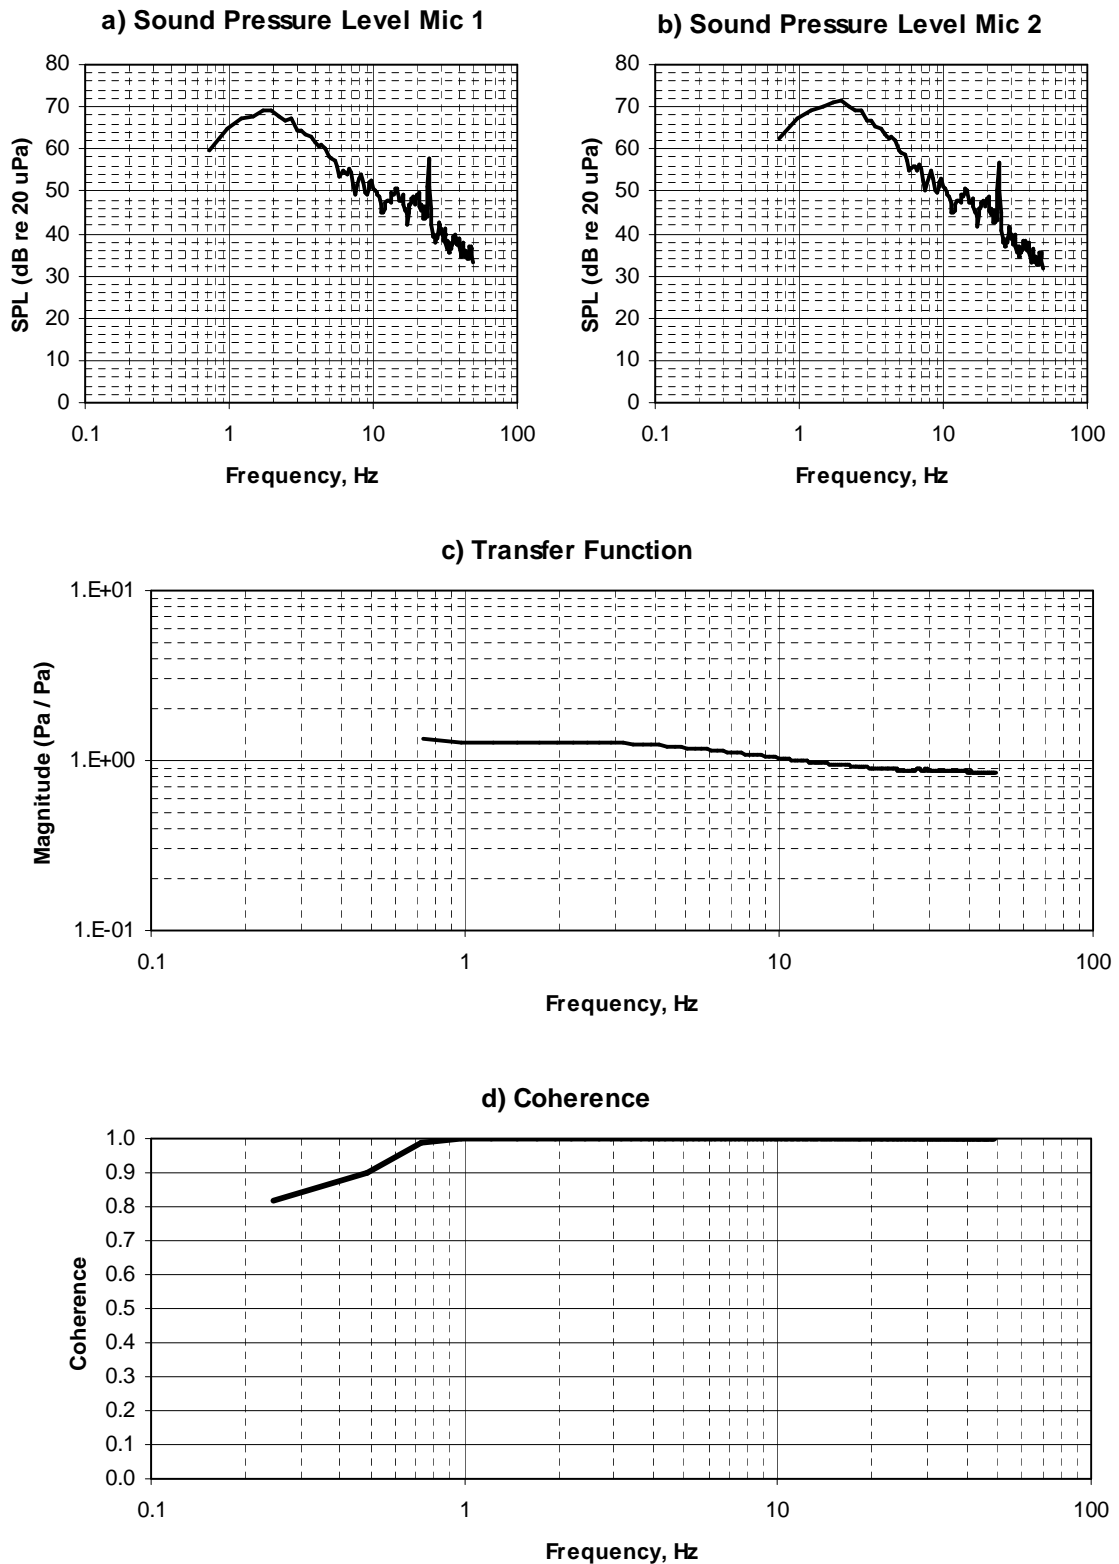 a) Sound Pressure Level Mic 1
80
70
60
50
40
30
20
10
0
0.1 1 10 100
SPL (dB re 20 uPa)
Frequency, Hz
b) Sound Pressure Level Mic 2
80
70
60
50
40
30
20
10
0
0.1 1 10 100
SPL (dB re 20 uPa)
Frequency, Hz
c) Transfer Function
1.E+01
1.E+00
1.E-01
0.1 1 10 100
Magnitude (Pa / Pa)
Frequency, Hz
d) Coherence
1.0
0.9
0.8
0.7
0.6
0.5
0.4
0.3
0.2
0.1
0.0
0.1 1 10 100
Coherence
Frequency, Hz